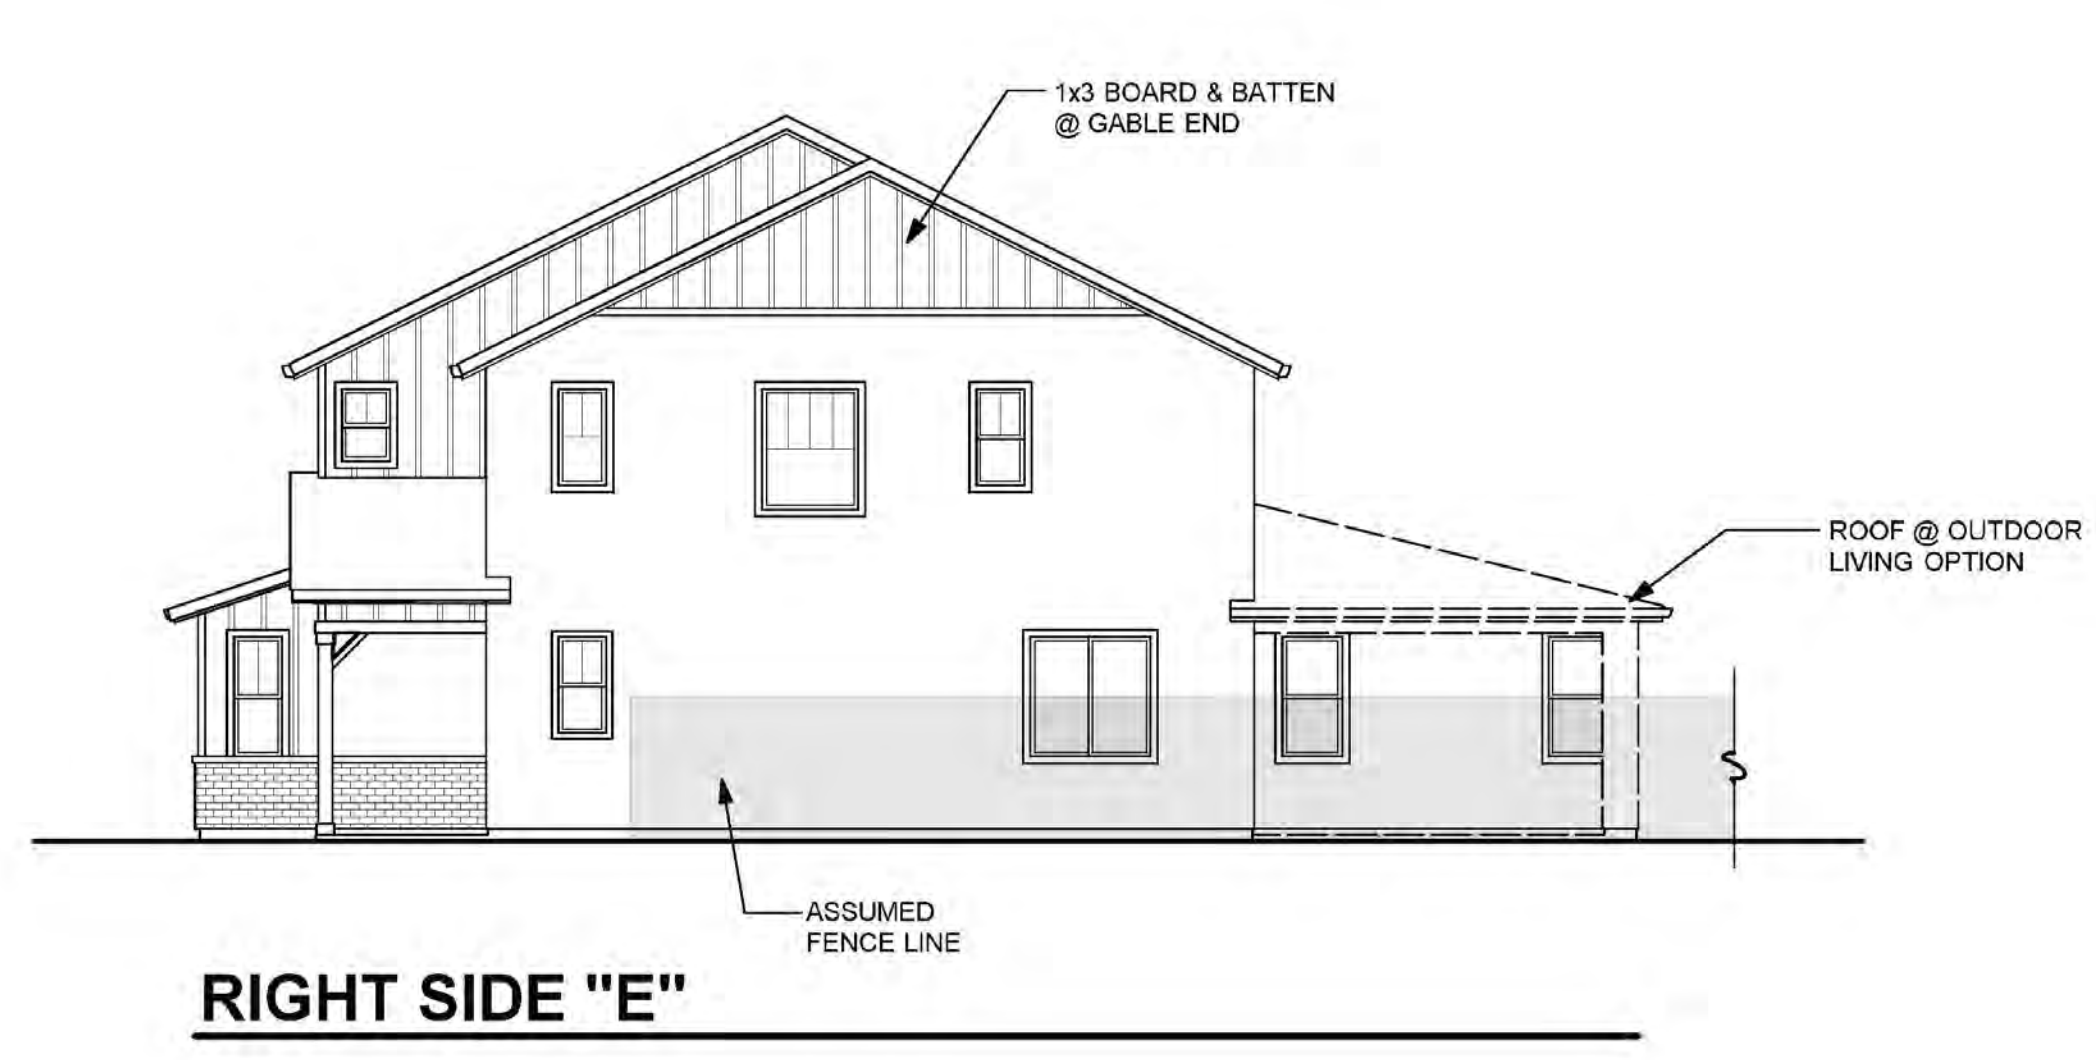 1x3 BOARD & BATTEN
@ GABLE END
ROOF @ OUTDOOR
LIVING OPTION
ASSUMED
FENCE LINE
RIGHT SIDE "E"